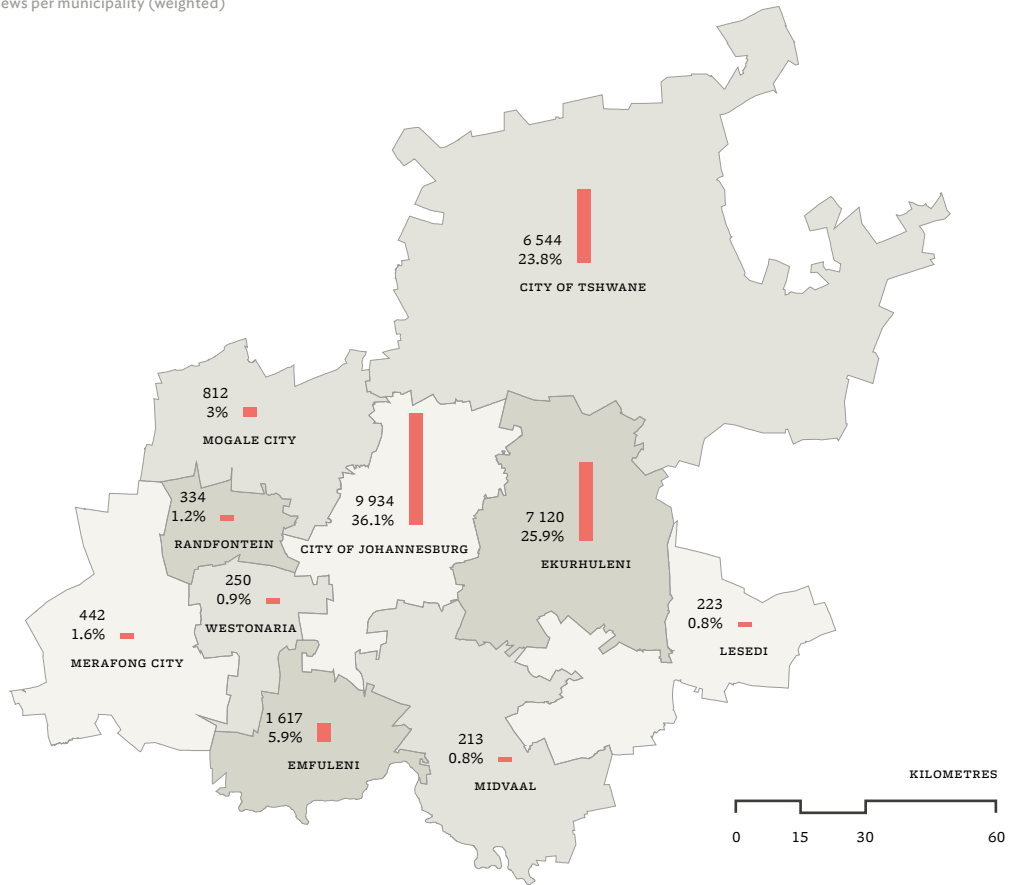 per municipality (weighted)
6 544
23.8%
CITY OF TSHWANE
812
3%
MOGALE CITY
334
1.2%
RANDFONTEIN
9 934
36.1%
CITY OF JOHANNESBURG
7 120
25.9%
EKURHULENI
250
0.9%
WESTONARIA
442
1.6%
MERAFONG CITY
223
0.8%
LESEDI
1 617
5.9%
EMFULENI
213
0.8%
MIDVAAL
KILOMETRES
0 15 30 60